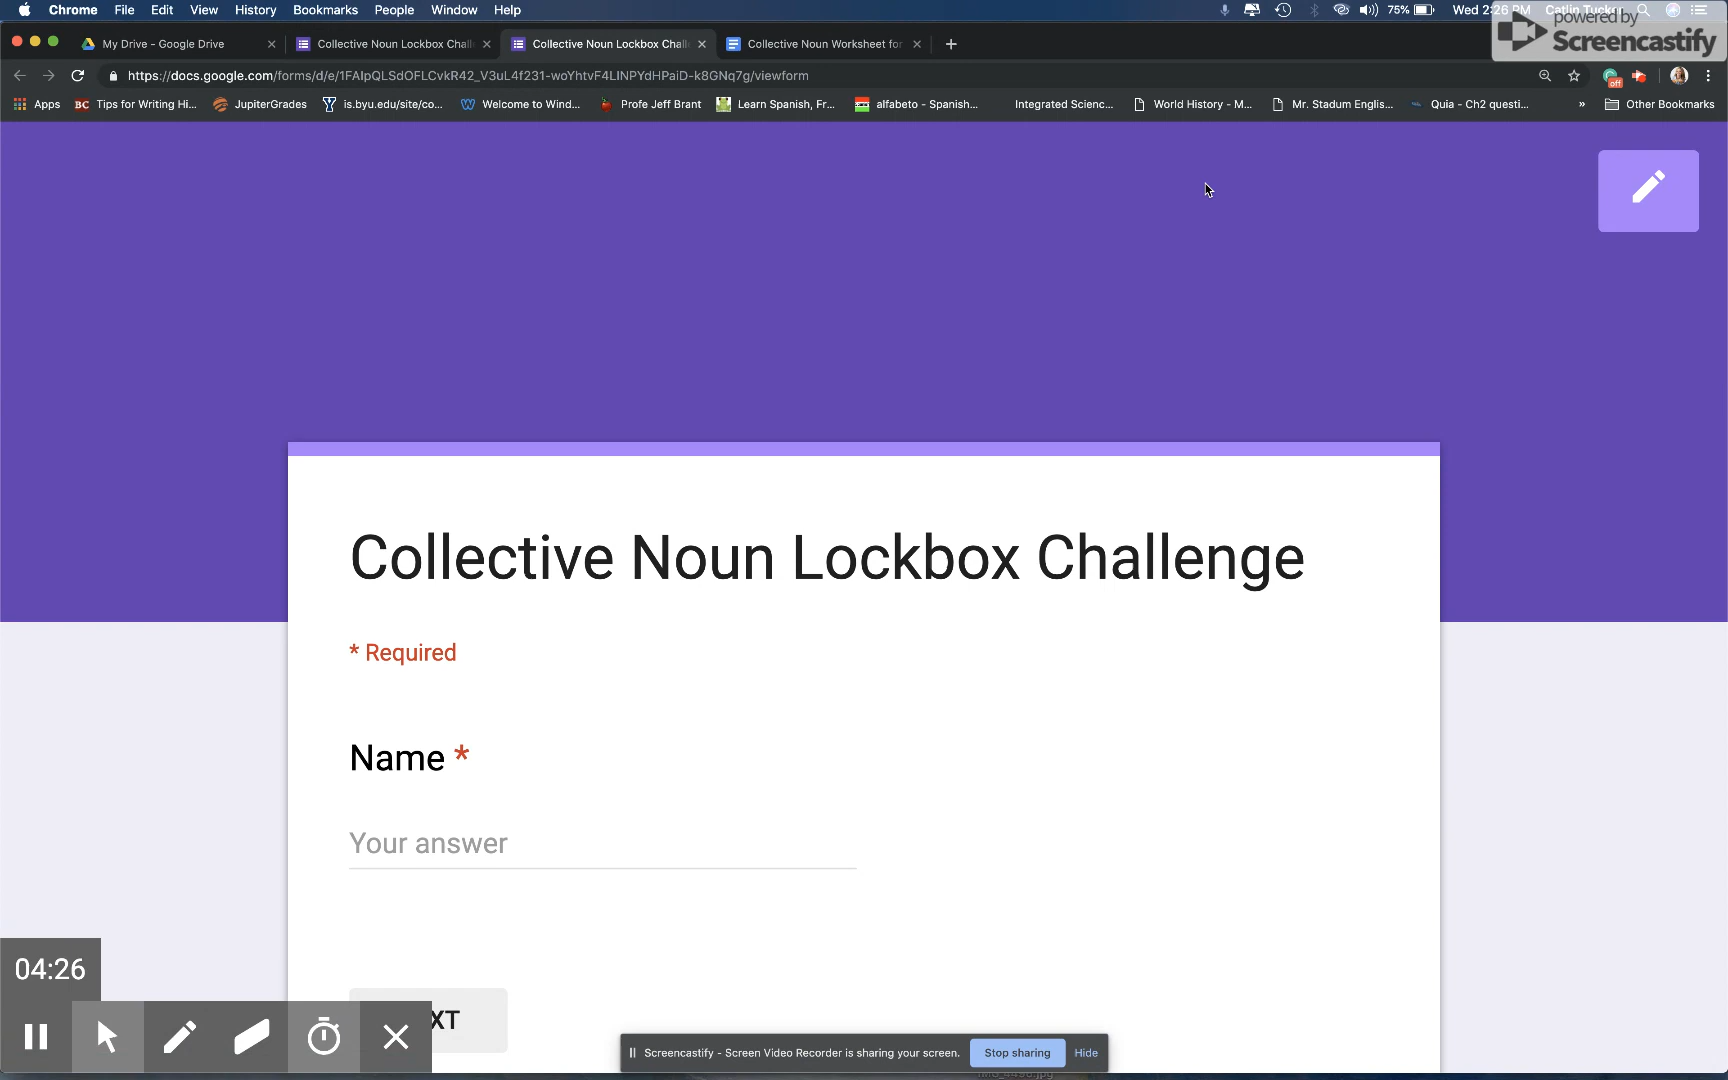 Chrome File Edit View History Bookmarks People Window Help 75% Wed 2:26 PM Catlin Tucker
powered by
Screencastify
My Drive - Google Drive Collective Noun Lockbox Chall Collective Noun Lockbox Chall Collective Noun Worksheet for
https://docs.google.com/forms/d/e/1FAIpQLSdOFLCvkR42_V3uL4f231-woYhtvF4LINPYdHPaiD-k8GNq7g/viewform
off
Apps BC Tips for Writing Hi... JupiterGrades is.byu.edu/site/co... Welcome to Wind... Profe Jeff Brant Learn Spanish, Fr... alfabeto - Spanish... Integrated Scienc... World History - M... Mr. Stadum Englis... Quia - Ch2 questi... » Other Bookmarks
Collective Noun Lockbox Challenge
* Required
Name *
Your answer
04:26
XT
Screencastify - Screen Video Recorder is sharing your screen. Stop sharing Hide